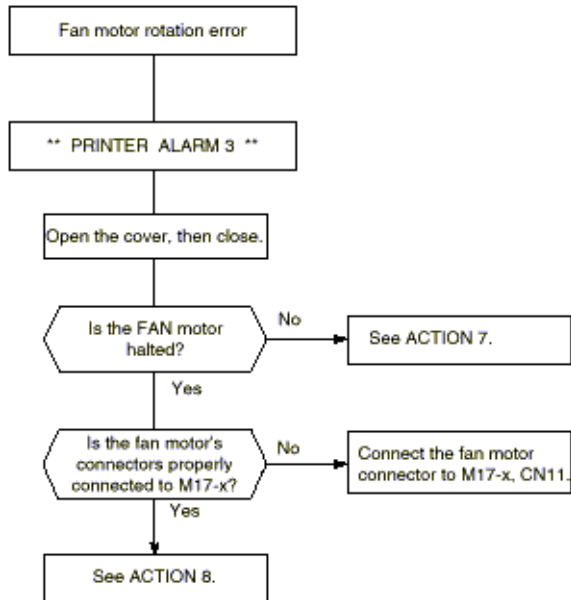 Fan motor rotation error
** PRINTER ALARM 3 **
Open the cover, then close.
Is the FAN motor
halted?
No
See ACTION 7.
Yes
Is the fan motor's
connectors properly
connected to M17-x?
No
Connect the fan motor
connector to M17-x, CN11.
Yes
See ACTION 8.